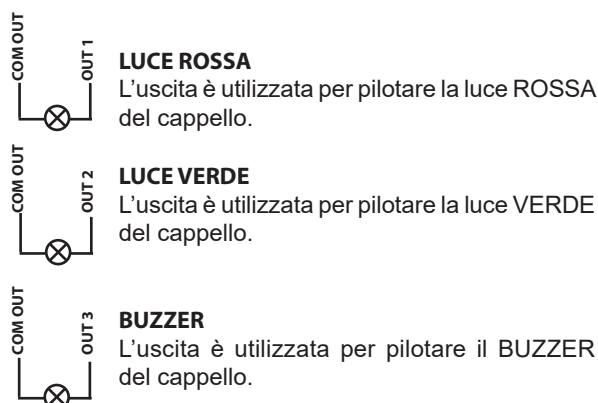 COM OUT
OUT 1
LUCE ROSSA
L'uscita è utilizzata per pilotare la luce ROSSA
del cappello.
COM OUT
OUT 2
LUCE VERDE
L'uscita è utilizzata per pilotare la luce VERDE
del cappello.
COM OUT
OUT 3
BUZZER
L'uscita è utilizzata per pilotare il BUZZER
del cappello.